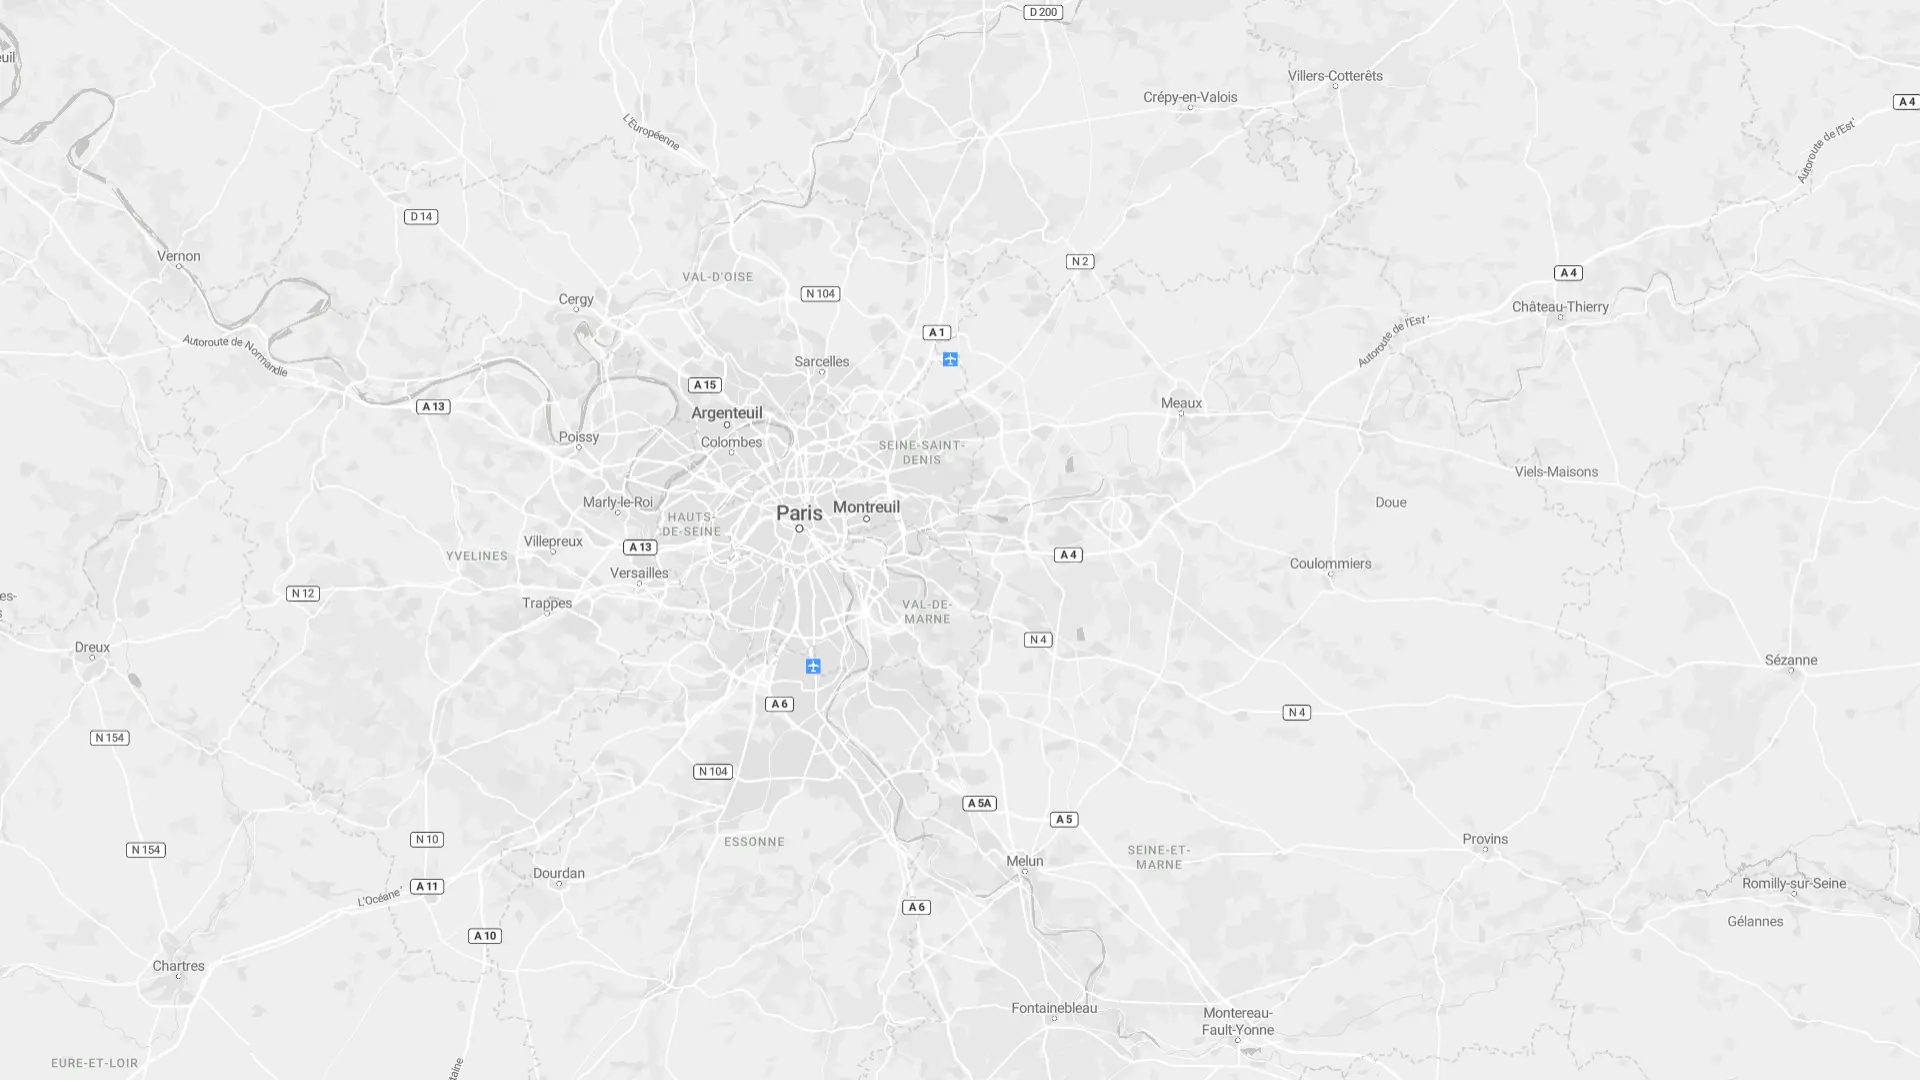 D 200
euil
Villers-Cotterêts
Crépy-en-Valois
A 4
L'Européenne
Autoroute de l'Est
D 14
Vernon
N 2
VAL-D'OISE
A 4
Cergy
N 104
Château-Thierry
Autoroute de l'Est
A 1
Autoroute de Normandie
Sarcelles
A 15
A 13
Argenteuil
Meaux
Poissy
Colombes
SEINE-SAINT-
DENIS
Viels-Maisons
Marly-le-Roi
Doue
Paris
Montreuil
HAUTS-
DE-SEINE
Villepreux
A 13
YVELINES
A 4
Versailles
Coulommiers
N 12
es-
s
Trappes
VAL-DE-
MARNE
N 4
Dreux
Sézanne
A 6
N 4
N 154
N 104
A 5A
A 5
N 10
ESSONNE
Provins
N 154
SEINE-ET-
MARNE
Melun
Dourdan
A 11
L'Océane
Romilly-sur-Seine
A 6
Gélannes
A 10
Chartres
Fontainebleau
Montereau-
Fault-Yonne
EURE-ET-LOIR
taine